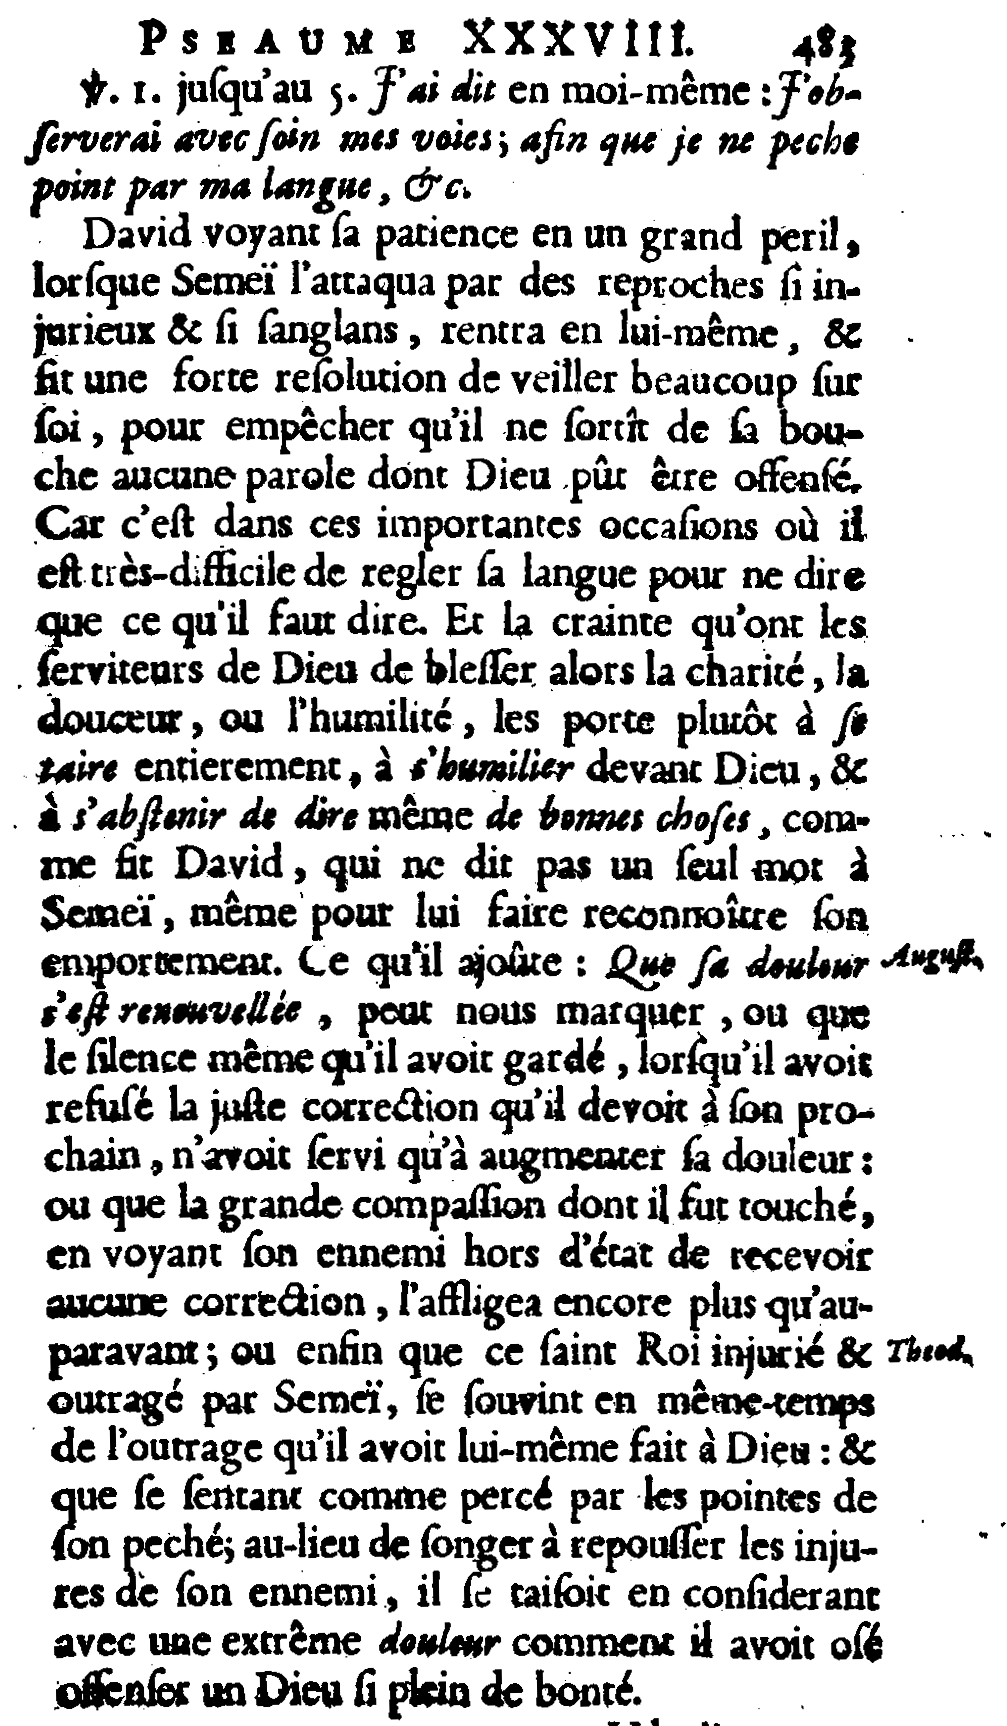 PSEAUME XXXVIII. 483
℣. 1. juſqu'au 5. J'ai dit en moi-même : J'ob-
ſerverai avec ſoin mes voies; afin que je ne peche
point par ma langue, &c.
David voyant ſa patience en un grand peril,
lorſque Semeï l'attaqua par des reproches ſi in-
jurieux & ſi ſanglans, rentra en lui-même, &
fit une forte reſolution de veiller beaucoup ſur
ſoi, pour empêcher qu'il ne ſortît de ſa bou-
che aucune parole dont Dieu pût être offenſé.
Car c'eſt dans ces importantes occaſions où il
eſt très-difficile de regler ſa langue pour ne dire
que ce qu'il faut dire. Et la crainte qu'ont les
ſerviteurs de Dieu de bleſſer alors la charité, la
douceur, ou l'humilité, les porte plutôt à ſe
taire entierement, à s'humilier devant Dieu, &
à s'abſtenir de dire même de bonnes choſes, com-
me fit David, qui ne dit pas un ſeul mot à
Semeï, même pour lui faire reconnoître ſon
emportement. Ce qu'il ajoûte : Que ſa douleur Auguſt.
s'eſt renouvellée, peut nous marquer, ou que
le ſilence même qu'il avoit gardé, lorſqu'il avoit
refuſé la juſte correction qu'il devoit à ſon pro-
chain, n'avoit ſervi qu'à augmenter ſa douleur :
ou que la grande compaſſion dont il fut touché,
en voyant ſon ennemi hors d'état de recevoir
aucune correction, l'affligea encore plus qu'au-
paravant; ou enfin que ce ſaint Roi injurié & Theod.
outragé par Semeï, ſe ſouvint en même-temps
de l'outrage qu'il avoit lui-même fait à Dieu : &
que ſe ſentant comme percé par les pointes de
ſon peché; au-lieu de ſonger à repouſſer les inju-
res de ſon ennemi, il ſe taiſoit en conſiderant
avec une extrême douleur comment il avoit oſé
offenſer un Dieu ſi plein de bonté.